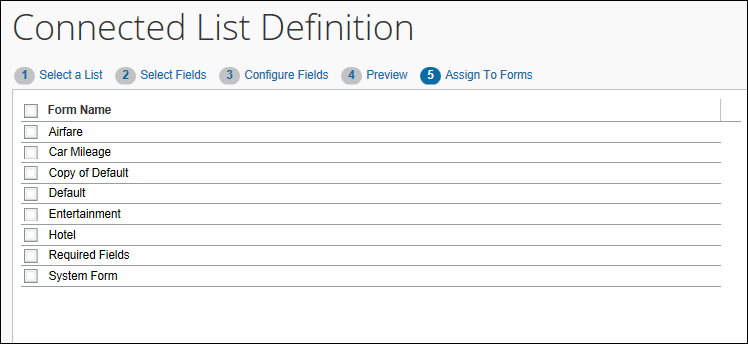 Connected List Definition
1 Select a List 2 Select Fields 3 Configure Fields 4 Preview 5 Assign To Forms
Form Name
Airfare
Car Mileage
Copy of Default
Default
Entertainment
Hotel
Required Fields
System Form